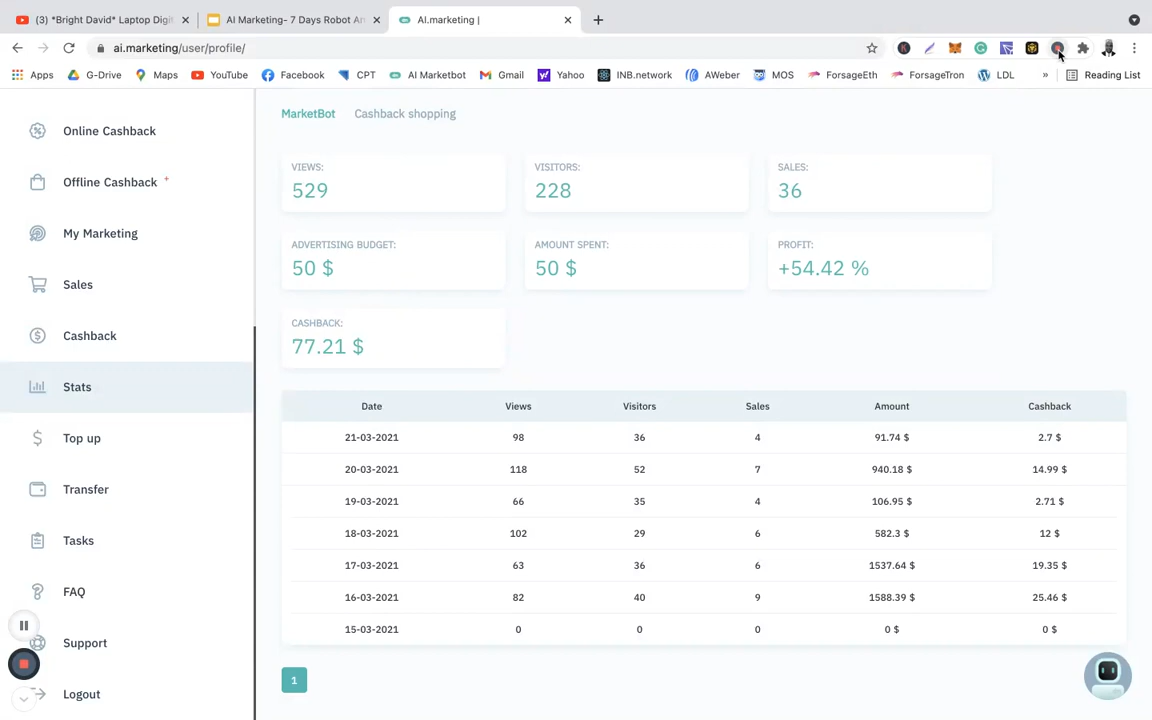 (3) *Bright David* Laptop Digit
AI Marketing- 7 Days Robot An
AI.marketing |
ai.marketing/user/profile/
Apps G-Drive Maps YouTube Facebook CPT AI Marketbot Gmail Yahoo INB.network AWeber MOS ForsageEth ForsageTron LDL » Reading List
MarketBot Cashback shopping
Online Cashback
Offline Cashback *
My Marketing
Sales
Cashback
Stats
Top up
Transfer
Tasks
FAQ
Support
Logout
VIEWS: VISITORS: SALES:
529 228 36
ADVERTISING BUDGET: AMOUNT SPENT: PROFIT:
50 $ 50 $ +54.42 %
CASHBACK:
77.21 $
Date Views Visitors Sales Amount Cashback
21-03-2021 98 36 4 91.74 $ 2.7 $
20-03-2021 118 52 7 940.18 $ 14.99 $
19-03-2021 66 35 4 106.95 $ 2.71 $
18-03-2021 102 29 6 582.3 $ 12 $
17-03-2021 63 36 6 1537.64 $ 19.35 $
16-03-2021 82 40 9 1588.39 $ 25.46 $
15-03-2021 0 0 0 0 $ 0 $
1